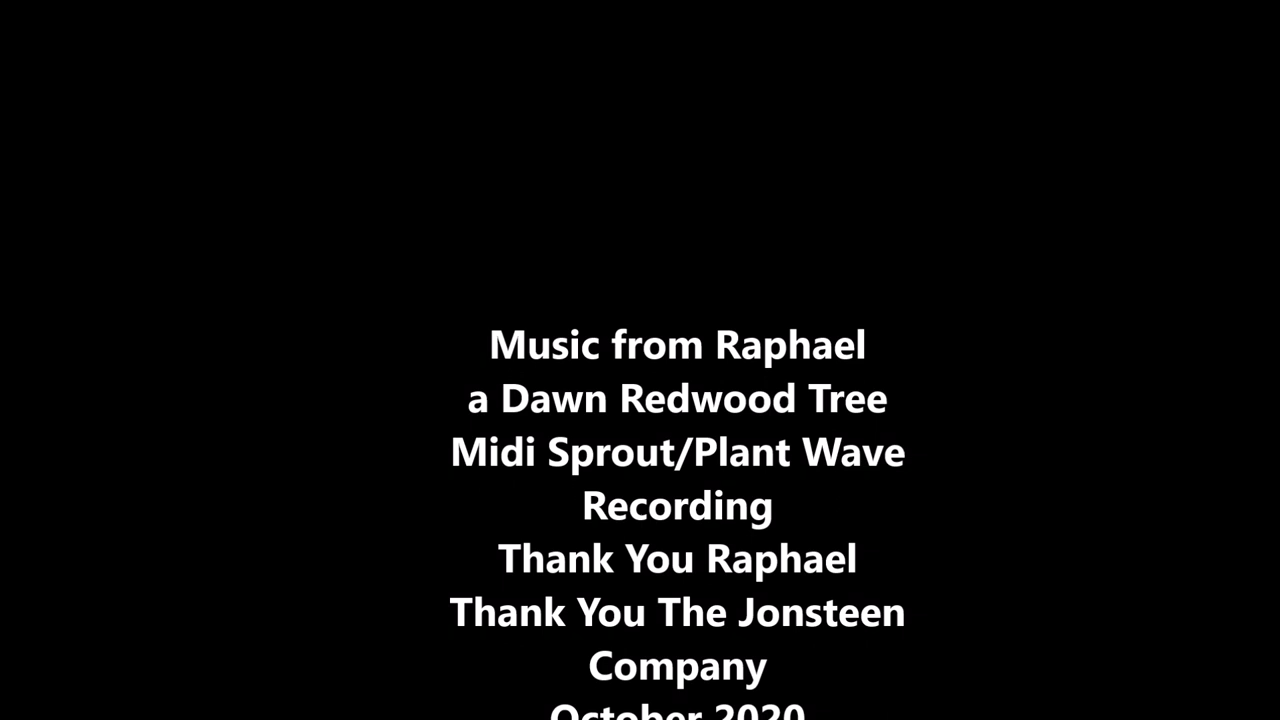 Music from Raphael
a Dawn Redwood Tree
Midi Sprout/Plant Wave
Recording
Thank You Raphael
Thank You The Jonsteen
Company
October 2020